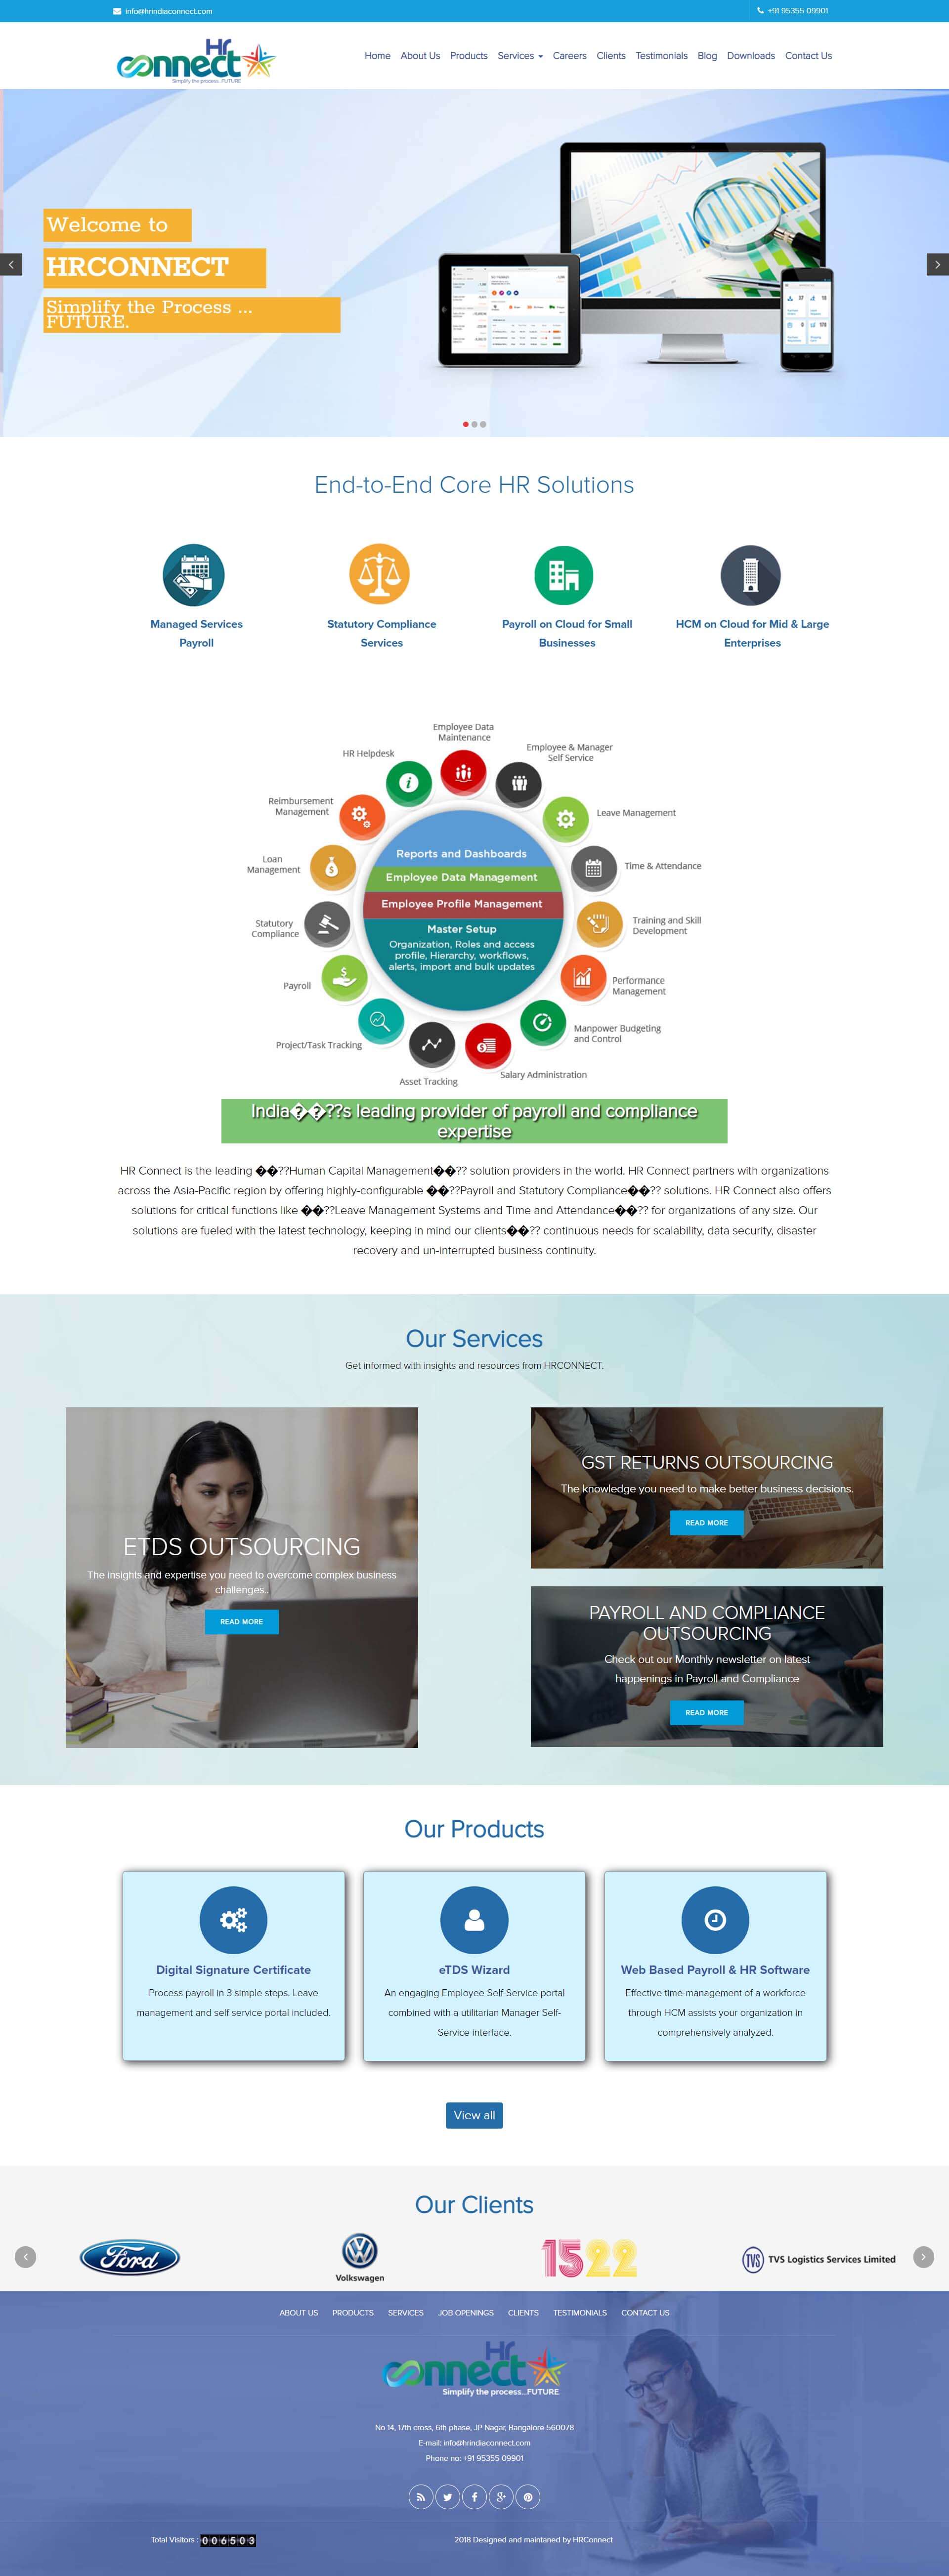 info@hrindiaconnect.com
+91 95355 09901
Hr
connect
Simplify the process..FUTURE
Home About Us Products Services Careers Clients Testimonials Blog Downloads Contact Us
Welcome to
HRCONNECT
Simplify the Process ...
FUTURE.
End-to-End Core HR Solutions
Managed Services
Payroll
Statutory Compliance
Services
Payroll on Cloud for Small
Businesses
HCM on Cloud for Mid & Large
Enterprises
Employee Data
Maintenance
Employee & Manager
Self Service
HR Helpdesk
Reimbursement
Management
Leave Management
Loan
Management
Time & Attendance
Reports and Dashboards
Employee Data Management
Employee Profile Management
Master Setup
Organization, Roles and access
profile, Hierarchy, workflows,
alerts, import and bulk updates
Statutory
Compliance
Training and Skill
Development
Payroll
Performance
Management
Project/Task Tracking
Manpower Budgeting
and Control
Asset Tracking
Salary Administration
India��??s leading provider of payroll and compliance
expertise
HR Connect is the leading ��??Human Capital Management��?? solution providers in the world. HR Connect partners with organizations
across the Asia-Pacific region by offering highly-configurable ��??Payroll and Statutory Compliance��?? solutions. HR Connect also offers
solutions for critical functions like ��??Leave Management Systems and Time and Attendance��?? for organizations of any size. Our
solutions are fueled with the latest technology, keeping in mind our clients��?? continuous needs for scalability, data security, disaster
recovery and un-interrupted business continuity.
Our Services
Get informed with insights and resources from HRCONNECT.
ETDS OUTSOURCING
The insights and expertise you need to overcome complex business
challenges..
READ MORE
GST RETURNS OUTSOURCING
The knowledge you need to make better business decisions.
READ MORE
PAYROLL AND COMPLIANCE
OUTSOURCING
Check out our Monthly newsletter on latest
happenings in Payroll and Compliance
READ MORE
Our Products
Digital Signature Certificate
Process payroll in 3 simple steps. Leave
management and self service portal included.
eTDS Wizard
An engaging Employee Self-Service portal
combined with a utilitarian Manager Self-
Service interface.
Web Based Payroll & HR Software
Effective time-management of a workforce
through HCM assists your organization in
comprehensively analyzed.
View all
Our Clients
Ford
Volkswagen
1522
TVS TVS Logistics Services Limited
ABOUT US PRODUCTS SERVICES JOB OPENINGS CLIENTS TESTIMONIALS CONTACT US
Hr
connect
Simplify the process...FUTURE
No 14, 17th cross, 6th phase, JP Nagar, Bangalore 560078
E-mail: info@hrindiaconnect.com
Phone no: +91 95355 09901
Total Visitors : 006503
2018 Designed and maintaned by HRConnect